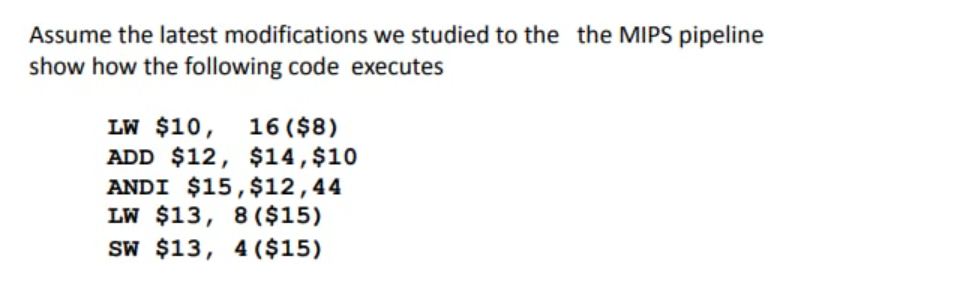 Assume the latest modifications we studied to the the MIPS pipeline
show how the following code executes
LW $10, 16($8)
ADD $12, $14,$10
ANDI $15,$12,44
LW $13, 8($15)
SW $13, 4($15)